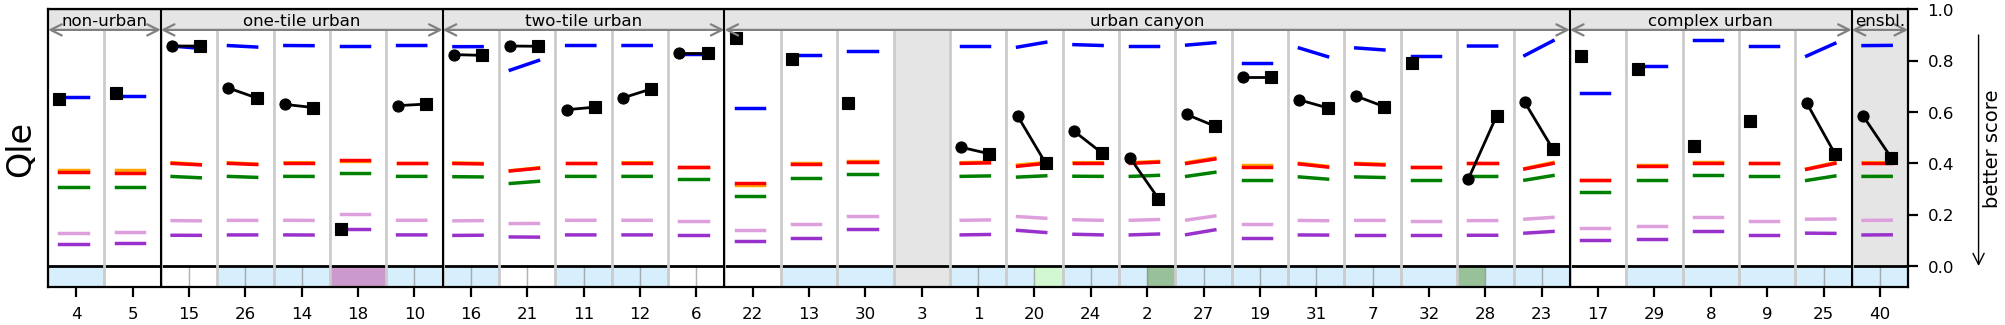 non-urban one-tile urban two-tile urban urban canyon complex urban ensbl.
1.0
0.8
0.6
0.4
0.2
0.0
Qle
better score
4 5 15 26 14 18 10 16 21 11 12 6 22 13 30 3 1 20 24 2 27 19 31 7 32 28 23 17 29 8 9 25 40